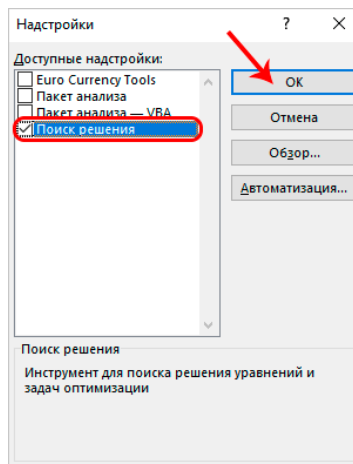 Надстройки ? ×
Доступные надстройки:
Euro Currency Tools
Пакет анализа
Пакет анализа — VBA
Поиск решения
ОК
Отмена
Обзор...
Автоматизация...
Поиск решения
Инструмент для поиска решения уравнений и
задач оптимизации